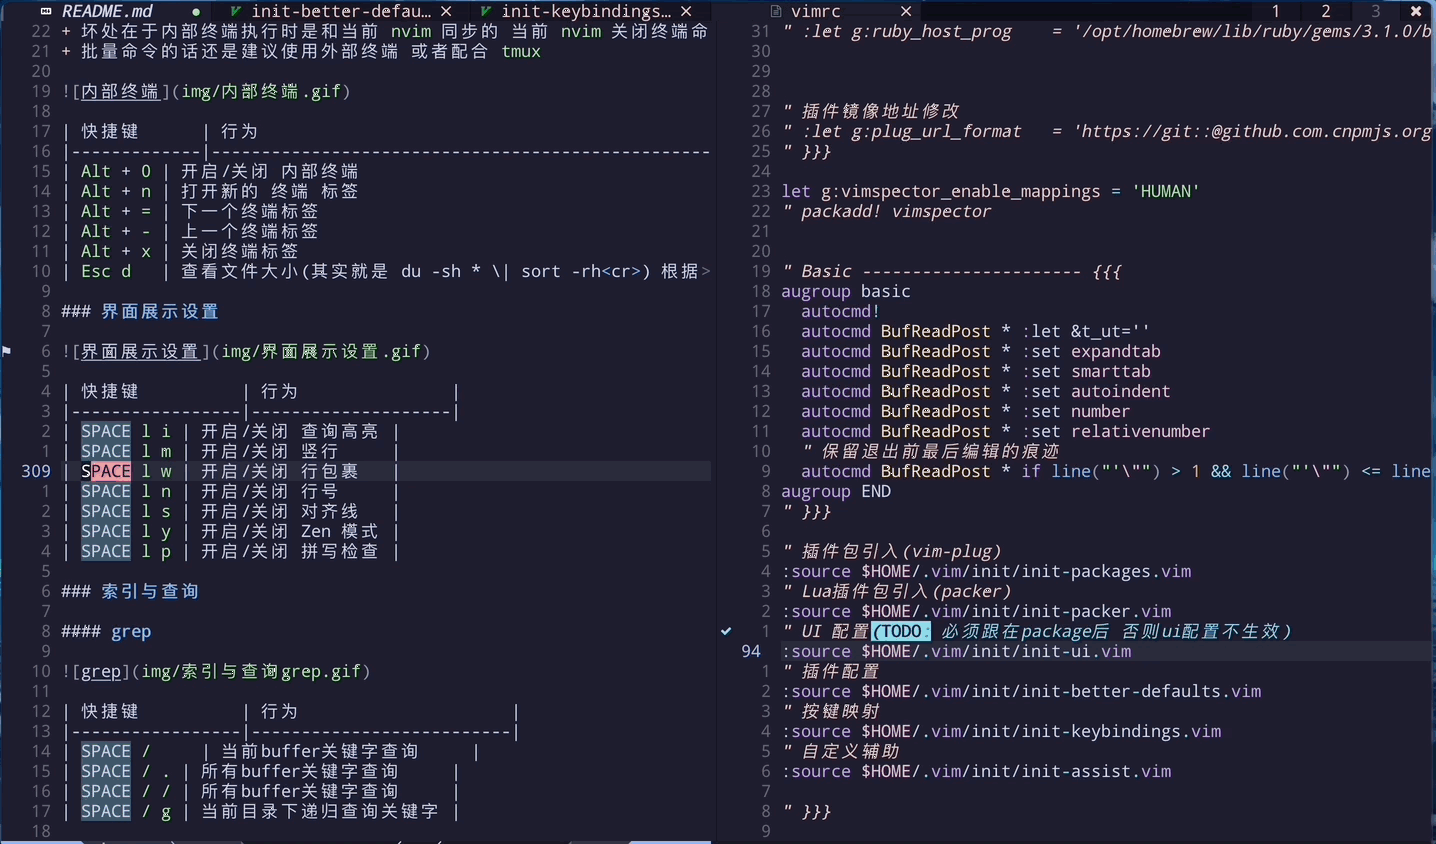 README.md init-better-defau... init-keybindings... vimrc 1 2 3
22 + 坏处在于内部终端执行时是和当前 nvim 同步的 当前 nvim 关闭终端命
21 + 批量命令的话还是建议使用外部终端 或者配合 tmux
20
19 ![内部终端](img/内部终端.gif)
18
17 | 快捷键 | 行为
16 |-------------|--------------------------------------------------
15 | Alt + 0 | 开启/关闭 内部终端
14 | Alt + n | 打开新的 终端 标签
13 | Alt + = | 下一个终端标签
12 | Alt + - | 上一个终端标签
11 | Alt + x | 关闭终端标签
10 | Esc d | 查看文件大小(其实就是 du -sh * \| sort -rh<cr>) 根据>
9
8 ### 界面展示设置
7
6 ![界面展示设置](img/界面展示设置.gif)
5
4 | 快捷键 | 行为 |
3 |-----------------|--------------------|
2 | SPACE l i | 开启/关闭 查询高亮 |
1 | SPACE l m | 开启/关闭 竖行 |
309 | SPACE l w | 开启/关闭 行包裹 |
1 | SPACE l n | 开启/关闭 行号 |
2 | SPACE l s | 开启/关闭 对齐线 |
3 | SPACE l y | 开启/关闭 Zen 模式 |
4 | SPACE l p | 开启/关闭 拼写检查 |
5
6 ### 索引与查询
7
8 #### grep
9
10 ![grep](img/索引与查询grep.gif)
11
12 | 快捷键 | 行为 |
13 |-----------------|--------------------------|
14 | SPACE / | 当前buffer关键字查询 |
15 | SPACE / . | 所有buffer关键字查询 |
16 | SPACE / / | 所有buffer关键字查询 |
17 | SPACE / g | 当前目录下递归查询关键字 |
18
31 " :let g:ruby_host_prog = '/opt/homebrew/lib/ruby/gems/3.1.0/b
30
29
28
27 " 插件镜像地址修改
26 " :let g:plug_url_format = 'https://git::@github.com.cnpmjs.org
25 " }}}
24
23 let g:vimspector_enable_mappings = 'HUMAN'
22 " packadd! vimspector
21
20
19 " Basic ---------------------- {{{
18 augroup basic
17 autocmd!
16 autocmd BufReadPost * :let &t_ut=''
15 autocmd BufReadPost * :set expandtab
14 autocmd BufReadPost * :set smarttab
13 autocmd BufReadPost * :set autoindent
12 autocmd BufReadPost * :set number
11 autocmd BufReadPost * :set relativenumber
10 " 保留退出前最后编辑的痕迹
9 autocmd BufReadPost * if line("'\"") > 1 && line("'\"") <= line
8 augroup END
7 " }}}
6
5 " 插件包引入(vim-plug)
4 :source $HOME/.vim/init/init-packages.vim
3 " Lua插件包引入(packer)
2 :source $HOME/.vim/init/init-packer.vim
1 " UI 配置(TODO: 必须跟在package后 否则ui配置不生效)
94 :source $HOME/.vim/init/init-ui.vim
1 " 插件配置
2 :source $HOME/.vim/init/init-better-defaults.vim
3 " 按键映射
4 :source $HOME/.vim/init/init-keybindings.vim
5 " 自定义辅助
6 :source $HOME/.vim/init/init-assist.vim
7
8 " }}}
9